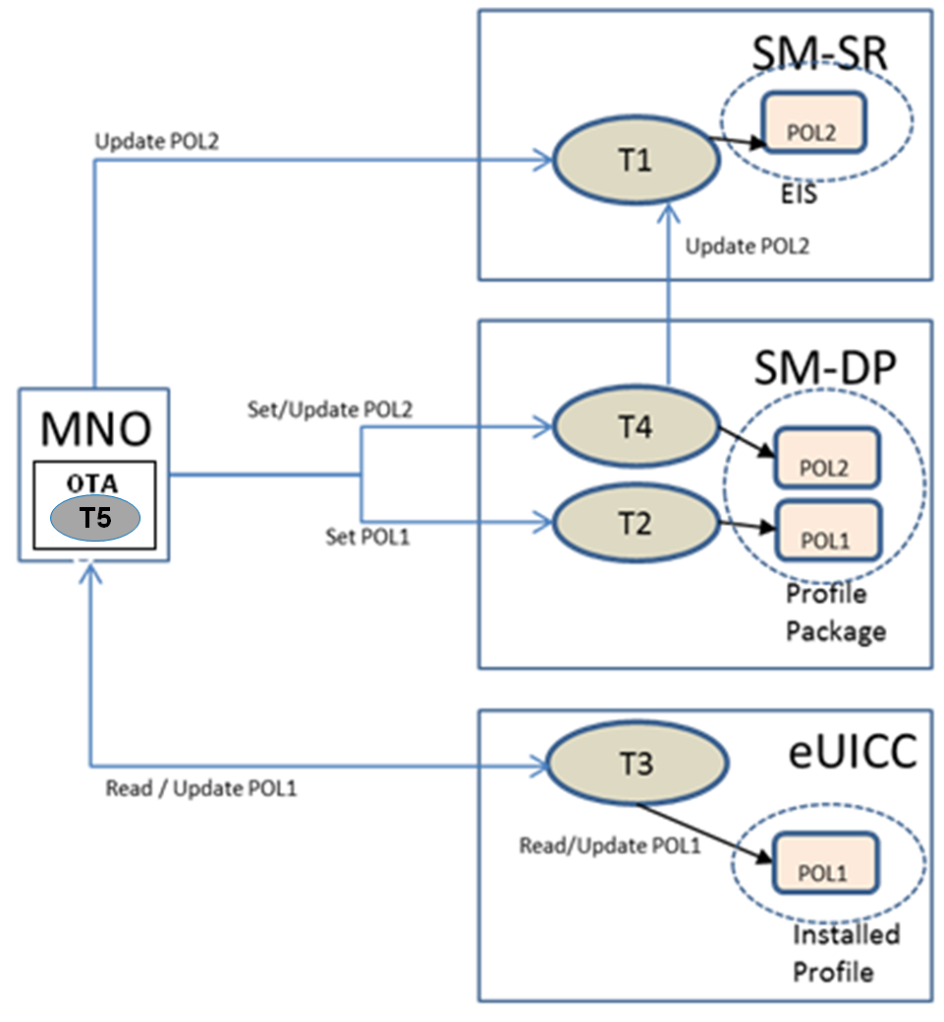 SM-SR
POL2
T1
EIS
Update POL2
Update POL2
SM-DP
MNO
OTA
T5
Set/Update POL2
T4
POL2
T2
POL1
Set POL1
Profile
Package
eUICC
T3
Read / Update POL1
Read/Update POL1
POL1
Installed
Profile